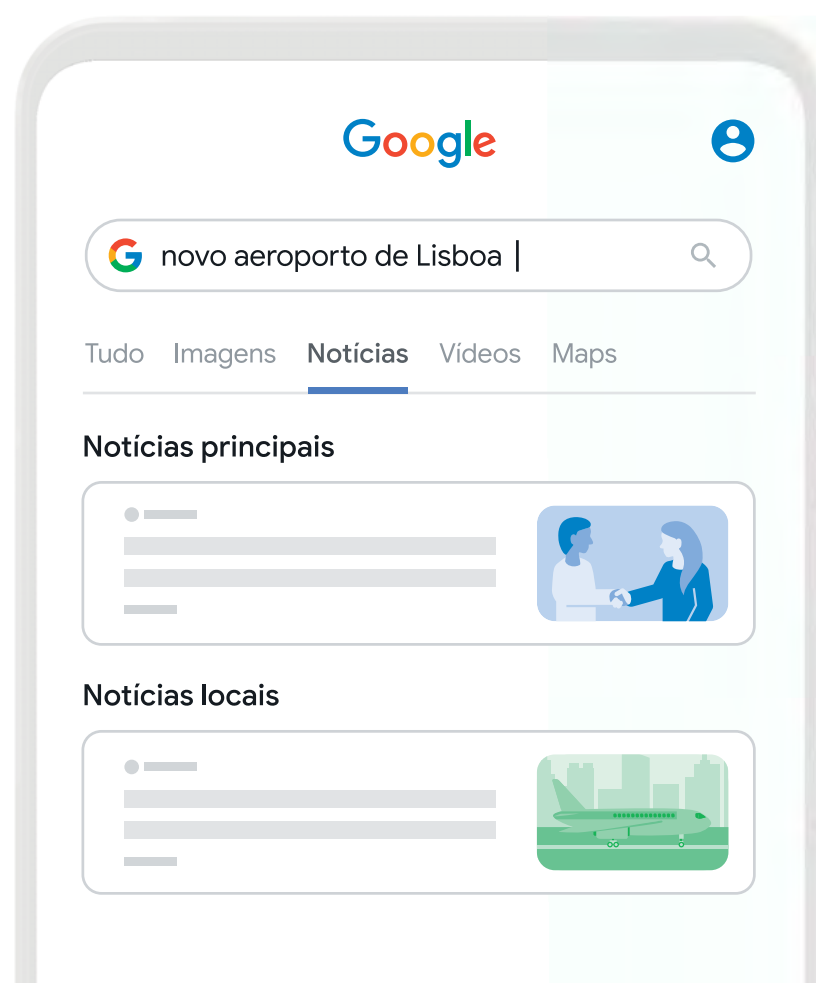 Google
G novo aeroporto de Lisboa
Tudo Imagens Notícias Vídeos Maps
Notícias principais
Notícias locais